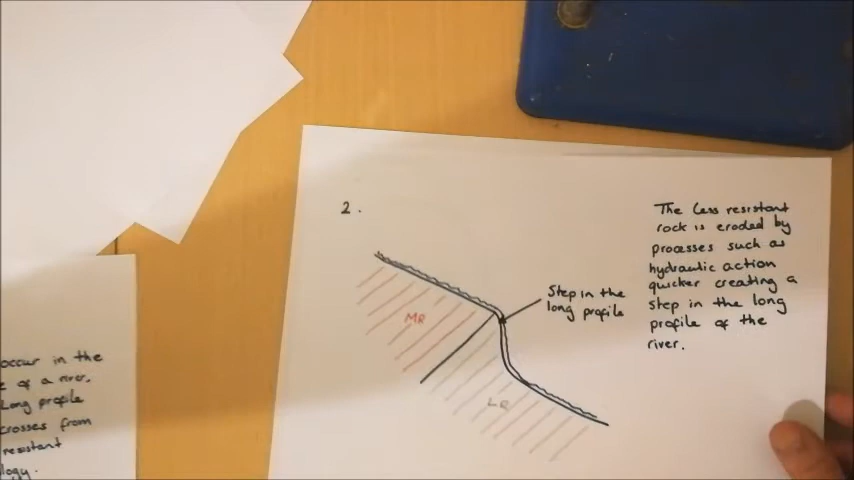 2.
The less resistant
rock is eroded by
processes such as
hydraulic action
quicker creating a
step in the long
profile of the
river.
Step in the
long profile
MR
LR
occur in the
of a river.
Long profile
crosses from
resistant